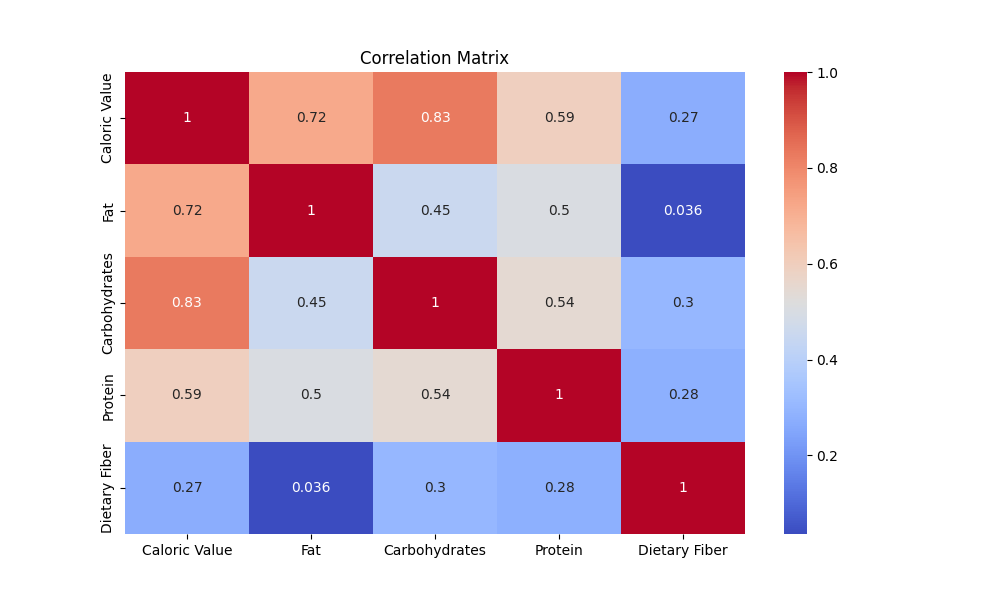 Correlation Matrix
Caloric Value 1 0.72 0.83 0.59 0.27
Fat 0.72 1 0.45 0.5 0.036
Carbohydrates 0.83 0.45 1 0.54 0.3
Protein 0.59 0.5 0.54 1 0.28
Dietary Fiber 0.27 0.036 0.3 0.28 1
Caloric Value Fat Carbohydrates Protein Dietary Fiber
1.0
0.8
0.6
0.4
0.2